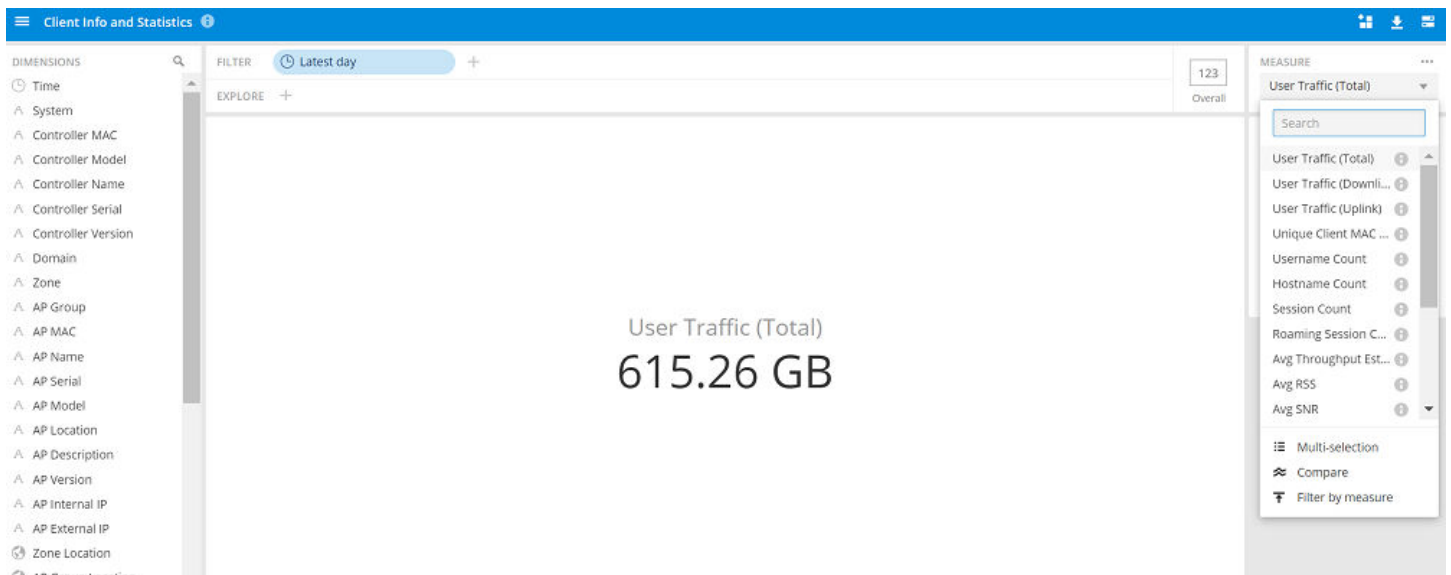 Client Info and Statistics
DIMENSIONS
Time
System
Controller MAC
Controller Model
Controller Name
Controller Serial
Controller Version
Domain
Zone
AP Group
AP MAC
AP Name
AP Serial
AP Model
AP Location
AP Description
AP Version
AP Internal IP
AP External IP
Zone Location
FILTER
Latest day
EXPLORE
123
Overall
User Traffic (Total)
615.26 GB
MEASURE
User Traffic (Total)
Search
User Traffic (Total)
User Traffic (Downli...
User Traffic (Uplink)
Unique Client MAC ...
Username Count
Hostname Count
Session Count
Roaming Session C...
Avg Throughput Est...
Avg RSS
Avg SNR
Multi-selection
Compare
Filter by measure